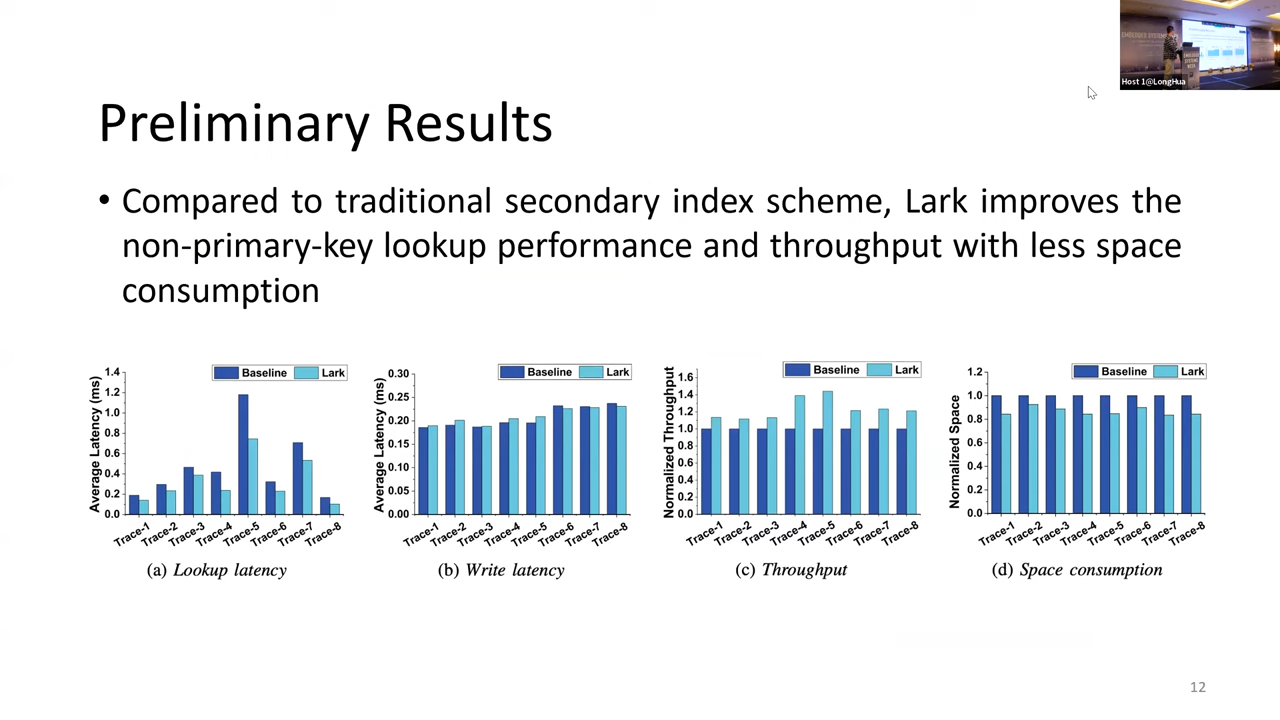 Host 1@LongHua
Preliminary Results
• Compared to traditional secondary index scheme, Lark improves the
non-primary-key lookup performance and throughput with less space
consumption
Baseline Lark
Average Latency (ms)
1.4
1.2
1.0
0.8
0.6
0.4
0.2
0.0
Trace-1 Trace-2 Trace-3 Trace-4 Trace-5 Trace-6 Trace-7 Trace-8
(a) Lookup latency
Baseline Lark
Average Latency (ms)
0.30
0.25
0.20
0.15
0.10
0.05
0.00
Trace-1 Trace-2 Trace-3 Trace-4 Trace-5 Trace-6 Trace-7 Trace-8
(b) Write latency
Baseline Lark
Normalized Throughput
1.6
1.4
1.2
1.0
0.8
0.6
0.4
0.2
0.0
Trace-1 Trace-2 Trace-3 Trace-4 Trace-5 Trace-6 Trace-7 Trace-8
(c) Throughput
Baseline Lark
Normalized Space
1.2
1.0
0.8
0.6
0.4
0.2
0.0
Trace-1 Trace-2 Trace-3 Trace-4 Trace-5 Trace-6 Trace-7 Trace-8
(d) Space consumption
12